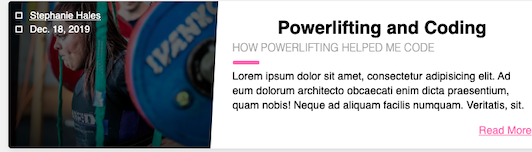 Stephanie Hales
Dec. 18, 2019
IVANKO
Powerlifting and Coding
HOW POWERLIFTING HELPED ME CODE
Lorem ipsum dolor sit amet, consectetur adipisicing elit. Ad
eum dolorum architecto obcaecati enim dicta praesentium,
quam nobis! Neque ad aliquam facilis numquam. Veritatis, sit.
Read More